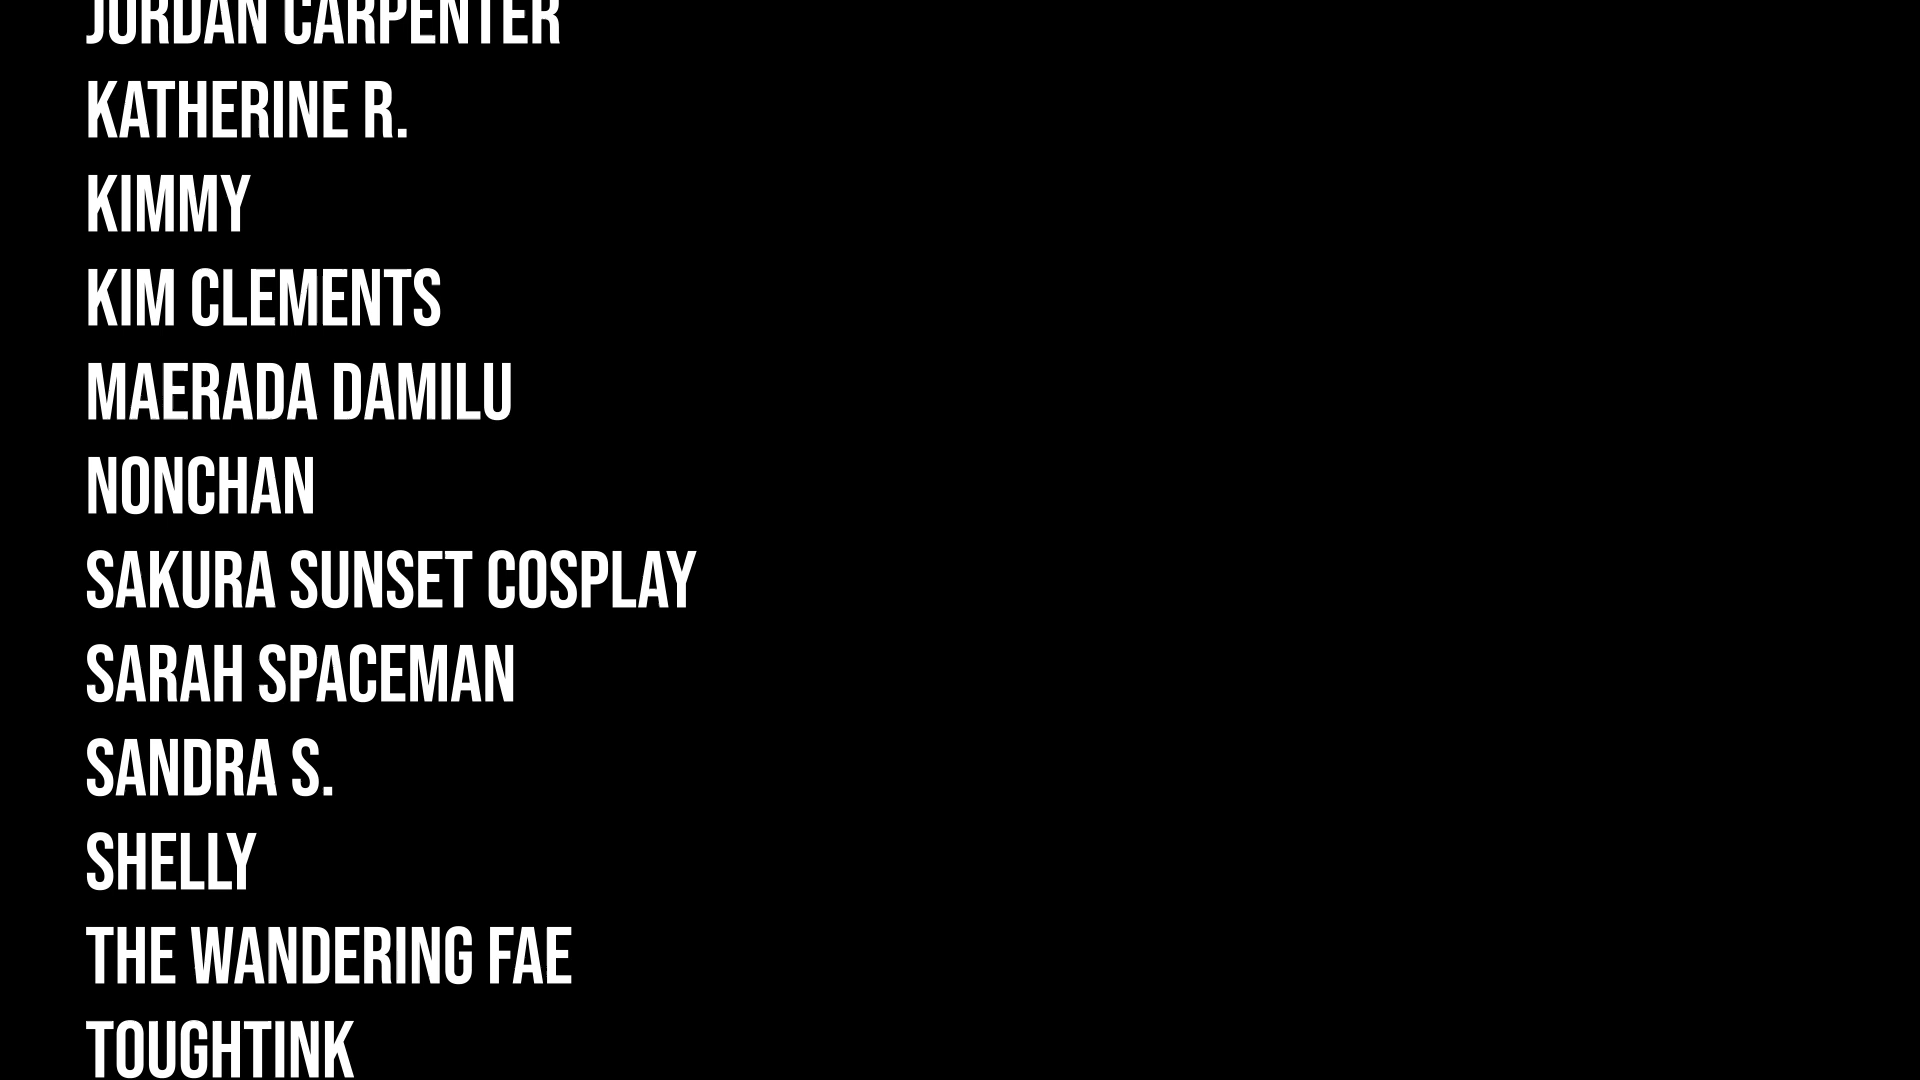 JORDAN CARPENTER
KATHERINE R.
KIMMY
KIM CLEMENTS
MAERADA DAMILU
NONCHAN
SAKURA SUNSET COSPLAY
SARAH SPACEMAN
SANDRA S.
SHELLY
THE WANDERING FAE
TOUGHTINK